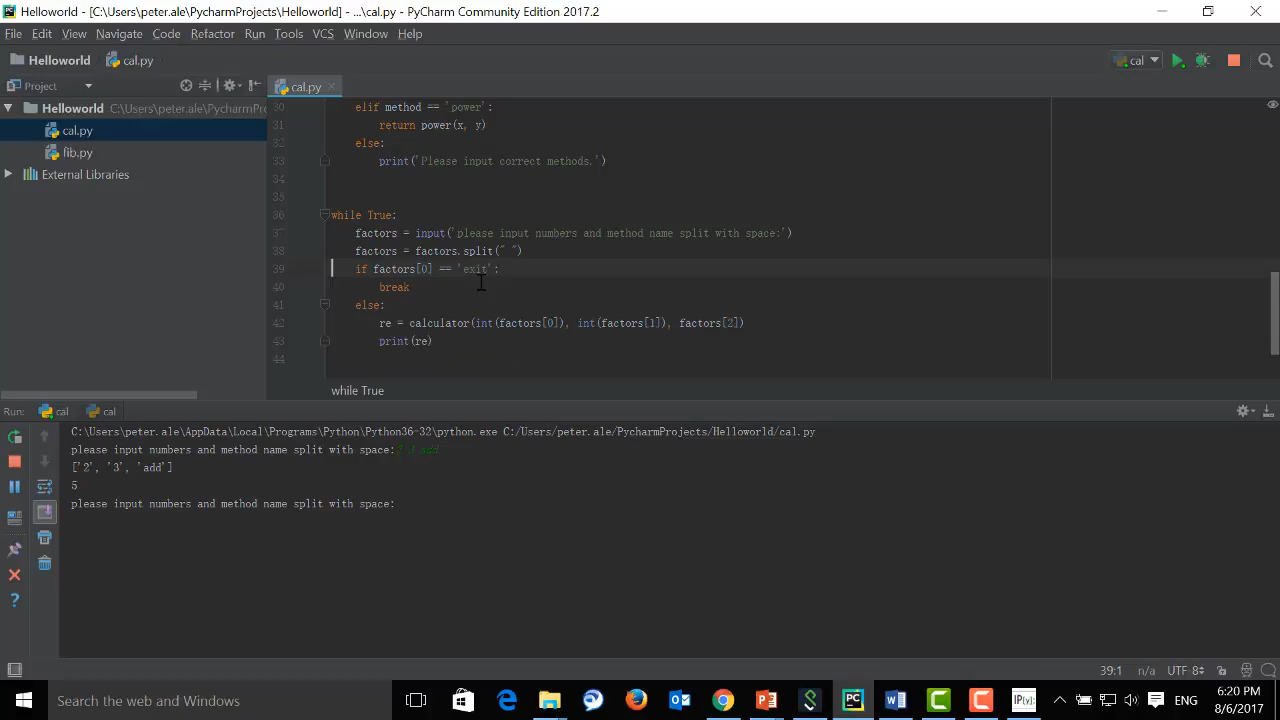 Helloworld - [C:\Users\peter.ale\PycharmProjects\Helloworld] - ...\cal.py - PyCharm Community Edition 2017.2
File Edit View Navigate Code Refactor Run Tools VCS Window Help
Helloworld cal.py cal
Project cal.py
Helloworld C:\Users\peter.ale\PycharmPro
cal.py
fib.py
External Libraries
30 elif method == 'power':
31 return power(x, y)
32 else:
33 print('Please input correct methods.')
34
35
36 while True:
37 factors = input('please input numbers and method name split with space:')
38 factors = factors.split(" ")
39 if factors[0] == 'exit':
40 break
41 else:
42 re = calculator(int(factors[0]), int(factors[1]), factors[2])
43 print(re)
44
while True
Run: cal cal
C:\Users\peter.ale\AppData\Local\Programs\Python\Python36-32\python.exe C:/Users/peter.ale/PycharmProjects/Helloworld/cal.py
please input numbers and method name split with space:2 3 add
['2', '3', 'add']
5
please input numbers and method name split with space:
39:1 n/a UTF-8
Search the web and Windows
ENG
6:20 PM
8/6/2017